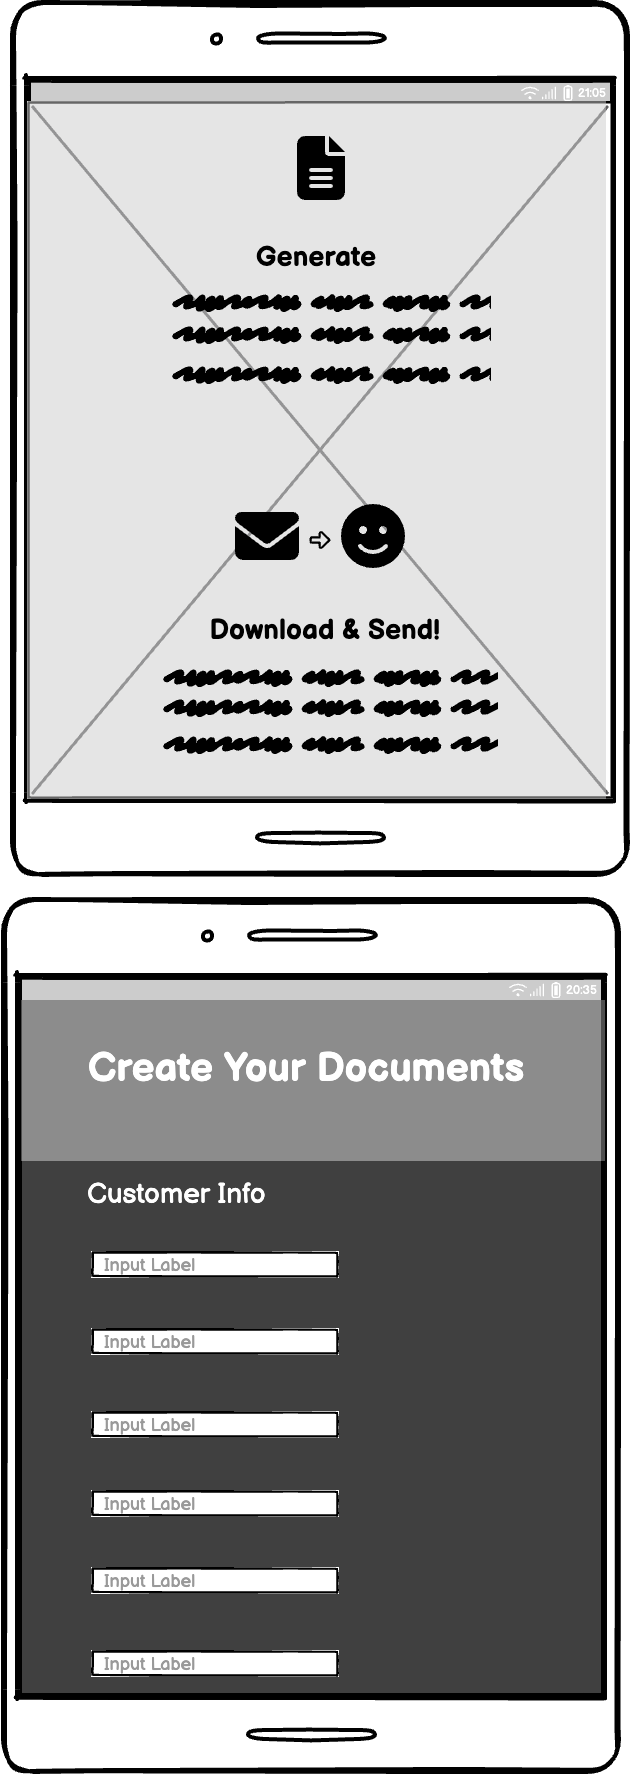 21:05
Generate
Download & Send!
20:35
Create Your Documents
Customer Info
Input Label
Input Label
Input Label
Input Label
Input Label
Input Label